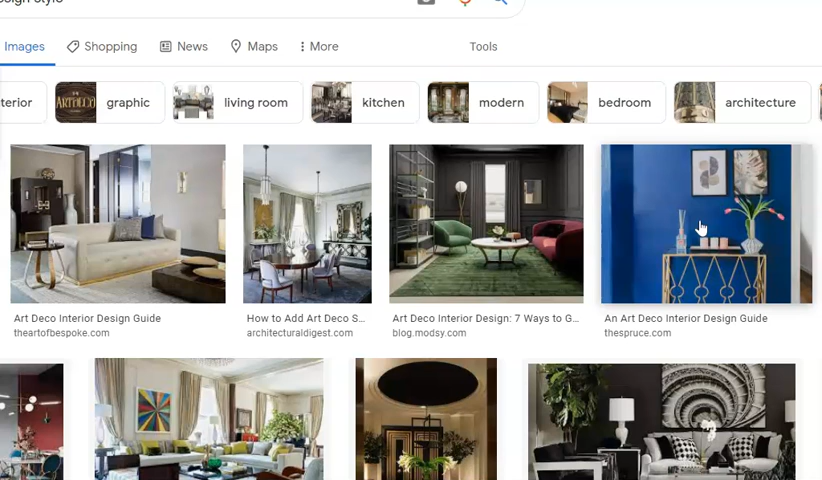 Images Shopping News Maps More Tools
graphic living room kitchen modern bedroom architecture
ART DECO
Art Deco Interior Design Guide
theartofbespoke.com
How to Add Art Deco S...
architecturaldigest.com
Art Deco Interior Design: 7 Ways to G...
blog.modsy.com
An Art Deco Interior Design Guide
thespruce.com